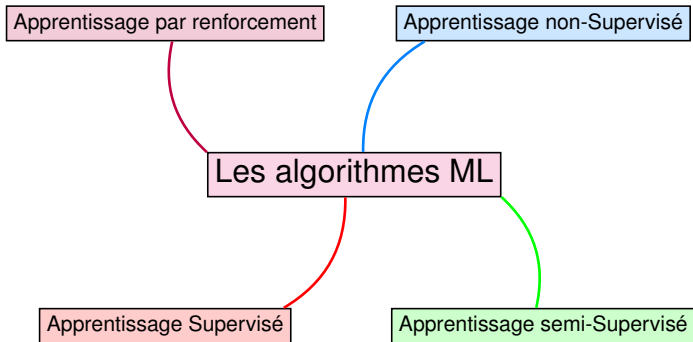 Apprentissage par renforcement
Apprentissage non-Supervisé
Les algorithmes ML
Apprentissage Supervisé
Apprentissage semi-Supervisé